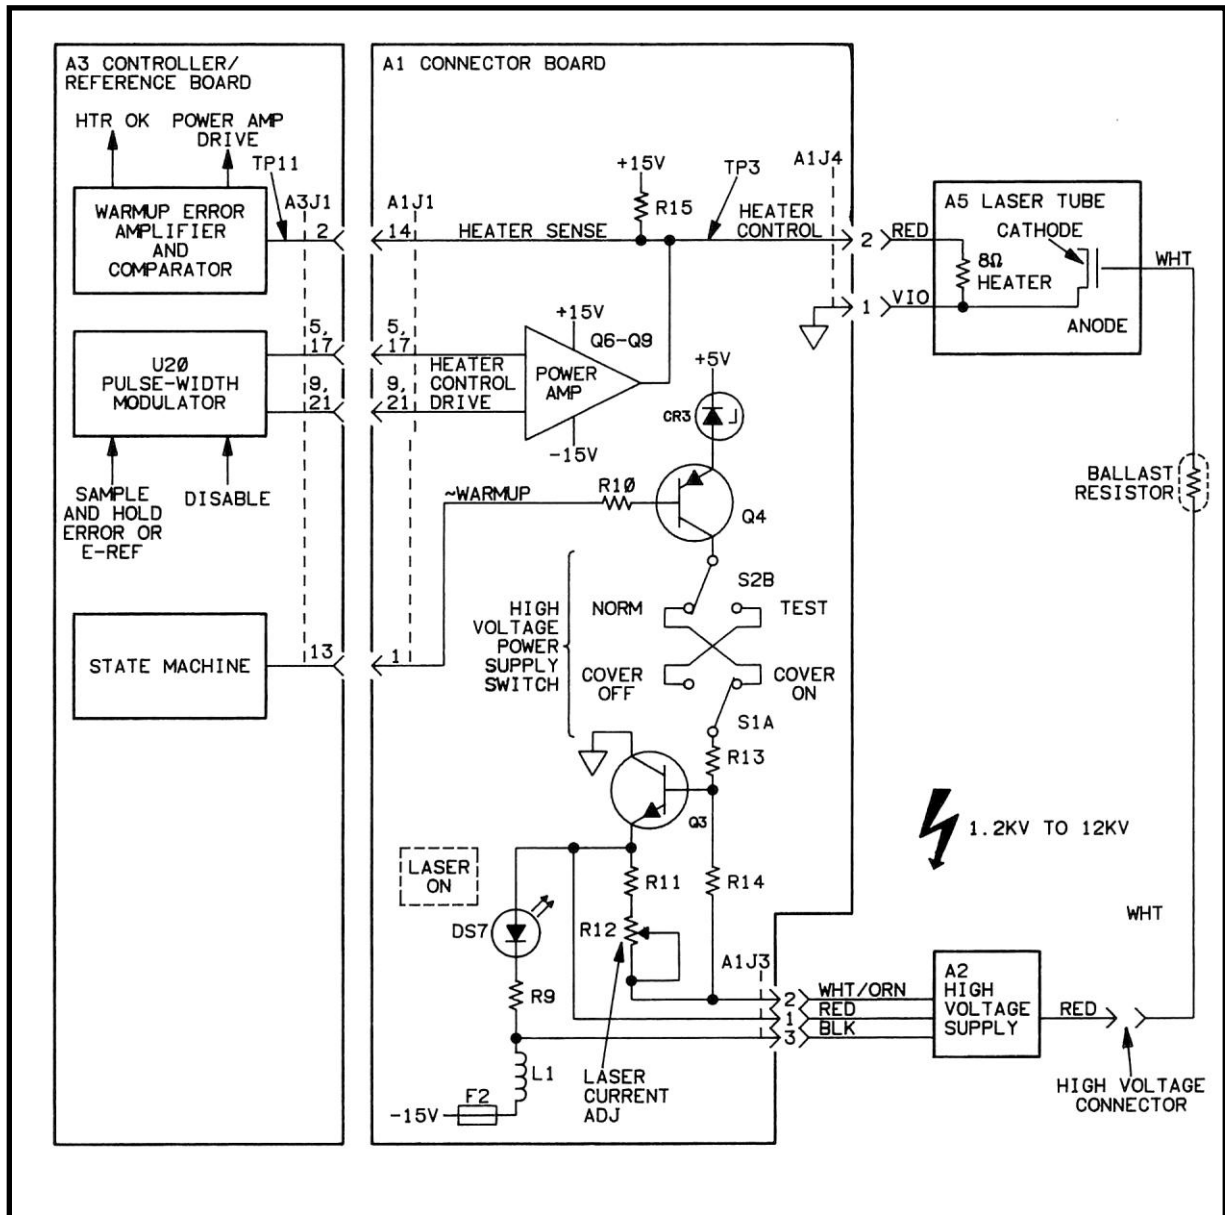 A3 CONTROLLER/
REFERENCE BOARD
HTR OK
POWER AMP
DRIVE
TP11
A3J1
WARMUP ERROR
AMPLIFIER
AND
COMPARATOR
2
5,
17
9,
21
U20
PULSE-WIDTH
MODULATOR
SAMPLE
AND HOLD
ERROR OR
E-REF
DISABLE
STATE MACHINE
13
A1 CONNECTOR BOARD
A1J1
14
HEATER SENSE
+15V
R15
TP3
HEATER
CONTROL
A1J4
2
1
5,
17
9,
21
HEATER
CONTROL
DRIVE
+15V
Q6-Q9
POWER
AMP
-15V
+5V
CR3
~WARMUP
R10
Q4
1
S2B
NORM
TEST
HIGH
VOLTAGE
POWER
SUPPLY
SWITCH
COVER
OFF
COVER
ON
S1A
R13
Q3
LASER
ON
R11
R14
DS7
R12
R9
A1J3
2
1
3
L1
F2
-15V
LASER
CURRENT
ADJ
RED
VIO
A5 LASER TUBE
CATHODE
8Ω
HEATER
ANODE
WHT
BALLAST
RESISTOR
1.2KV TO 12KV
WHT
WHT/ORN
RED
BLK
A2
HIGH
VOLTAGE
SUPPLY
RED
HIGH VOLTAGE
CONNECTOR